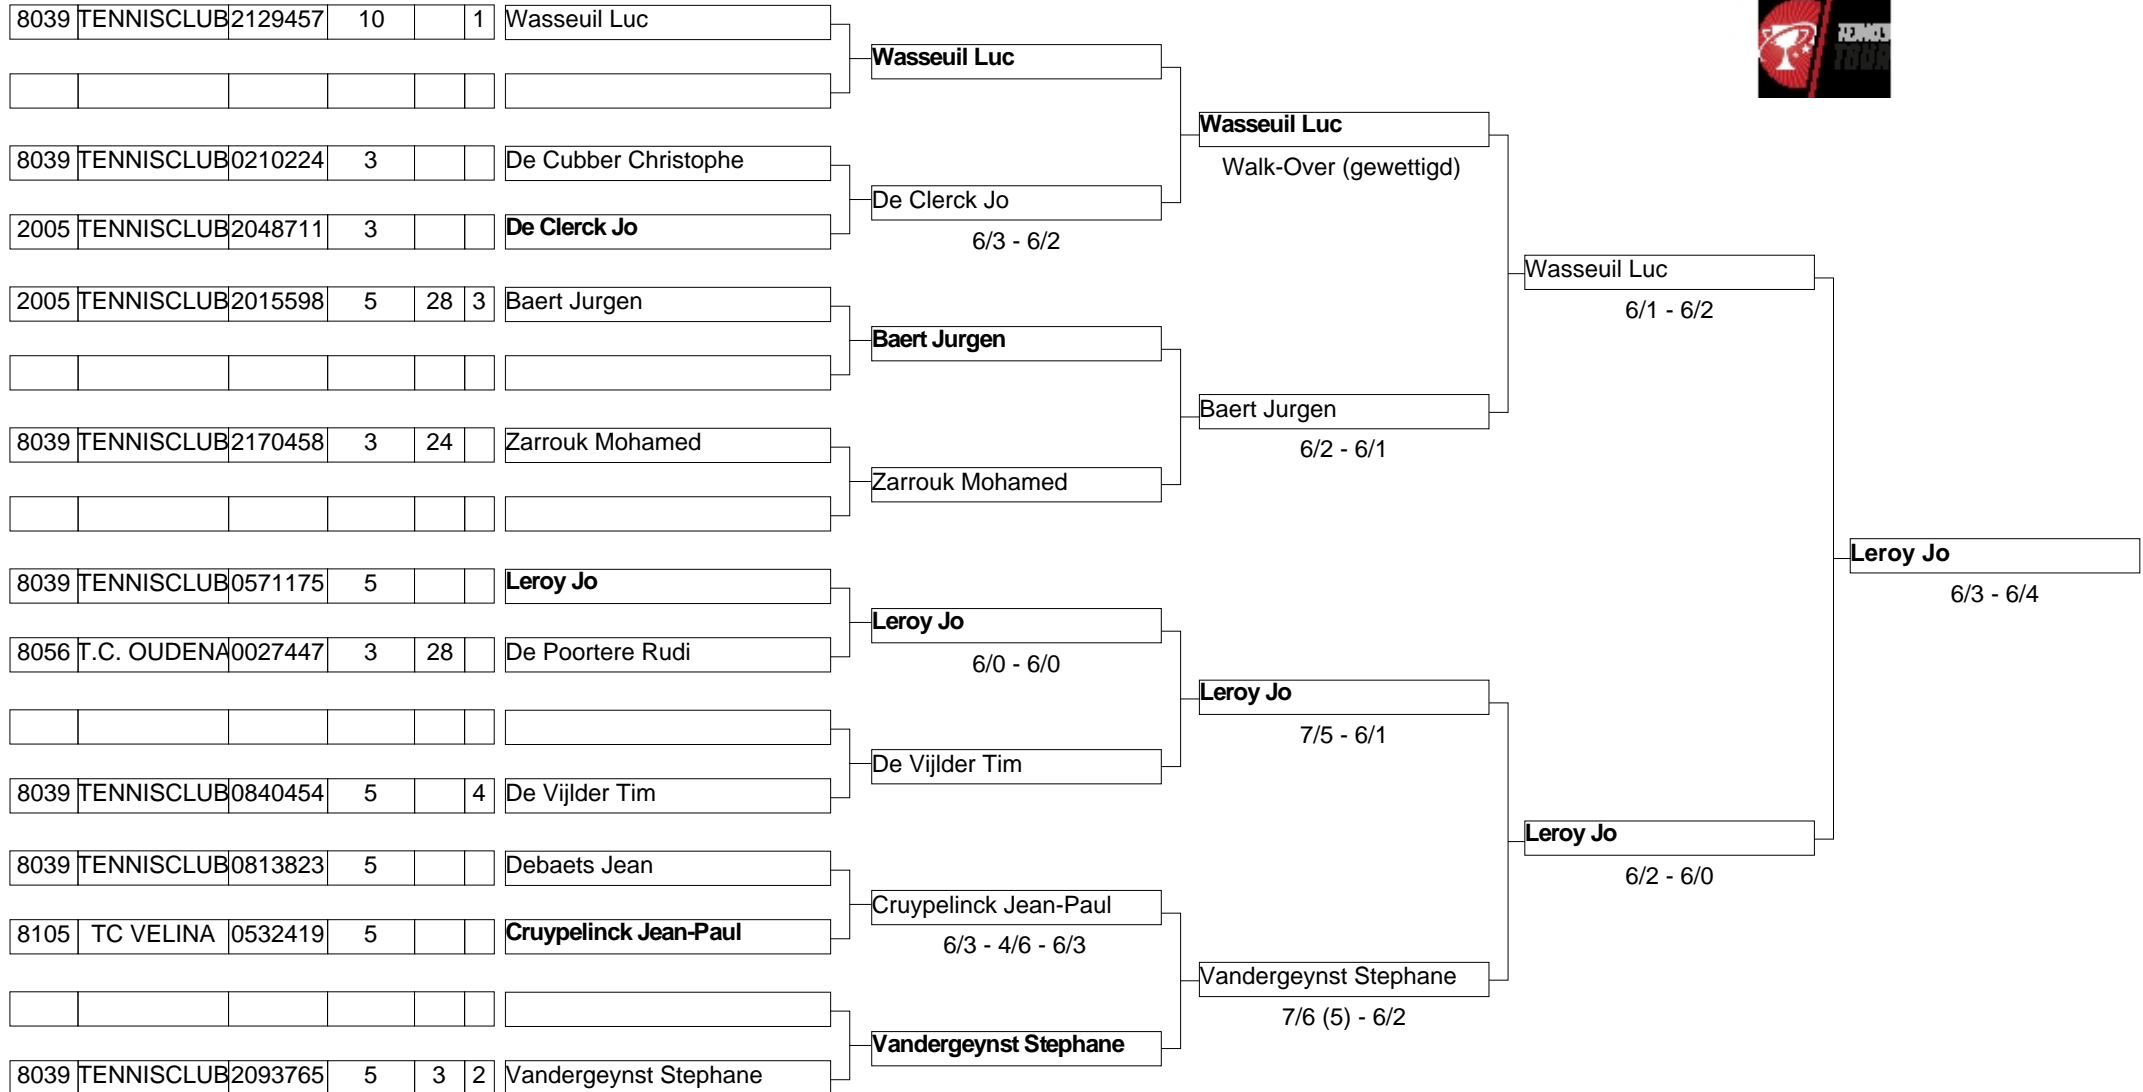 8039 TENNISCLUB 2129457 10 1 Wasseuil Luc
Wasseuil Luc
Wasseuil Luc
Walk-Over (gewettigd)
8039 TENNISCLUB 0210224 3 De Cubber Christophe
De Clerck Jo
6/3 - 6/2
2005 TENNISCLUB 2048711 3 De Clerck Jo
Wasseuil Luc
6/1 - 6/2
2005 TENNISCLUB 2015598 5 28 3 Baert Jurgen
Baert Jurgen
Baert Jurgen
6/2 - 6/1
8039 TENNISCLUB 2170458 3 24 Zarrouk Mohamed
Zarrouk Mohamed
Leroy Jo
6/3 - 6/4
8039 TENNISCLUB 0571175 5 Leroy Jo
Leroy Jo
6/0 - 6/0
8056 T.C. OUDENA 0027447 3 28 De Poortere Rudi
Leroy Jo
7/5 - 6/1
De Vijlder Tim
8039 TENNISCLUB 0840454 5 4 De Vijlder Tim
Leroy Jo
6/2 - 6/0
8039 TENNISCLUB 0813823 5 Debaets Jean
Cruypelinck Jean-Paul
6/3 - 4/6 - 6/3
8105 TC VELINA 0532419 5 Cruypelinck Jean-Paul
Vandergeynst Stephane
7/6 (5) - 6/2
Vandergeynst Stephane
8039 TENNISCLUB 2093765 5 3 2 Vandergeynst Stephane